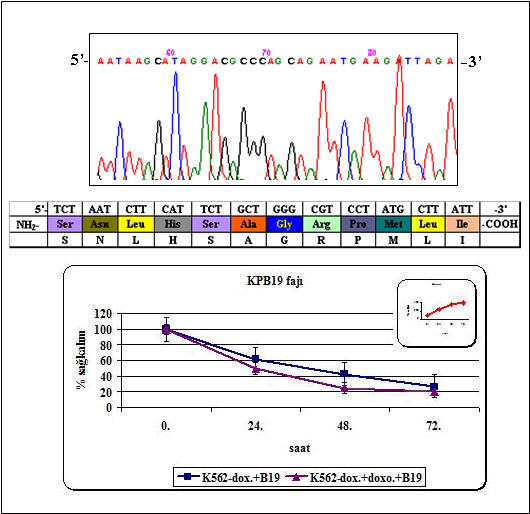 60 70 80
5'- AATAAGCATAGGACGCCCAGCAGAATGAAGATTAGA -3'
5'- TCT AAT CTT CAT TCT GCT GGG CGT CCT ATG CTT ATT -3'
NH2- Ser Asn Leu His Ser Ala Gly Arg Pro Met Leu Ile -COOH
S N L H S A G R P M L I
KPB19 fajı
120
100
80
60
40
20
0
% sağkalım
0. 24. 48. 72.
saat
K562-dox.+B19 K562-dox.+doxo.+B19